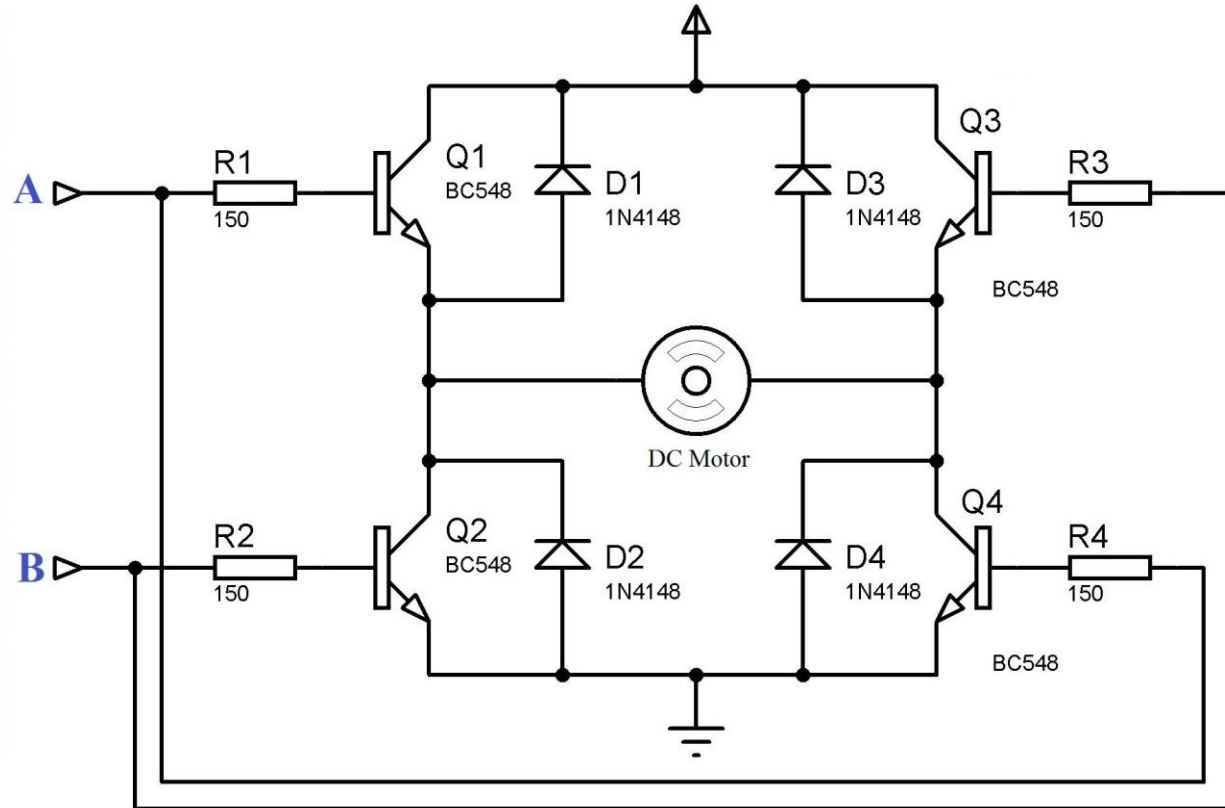 A
R1
150
Q1
BC548
D1
1N4148
D3
1N4148
Q3
BC548
R3
150
DC Motor
B
R2
150
Q2
BC548
D2
1N4148
D4
1N4148
Q4
BC548
R4
150